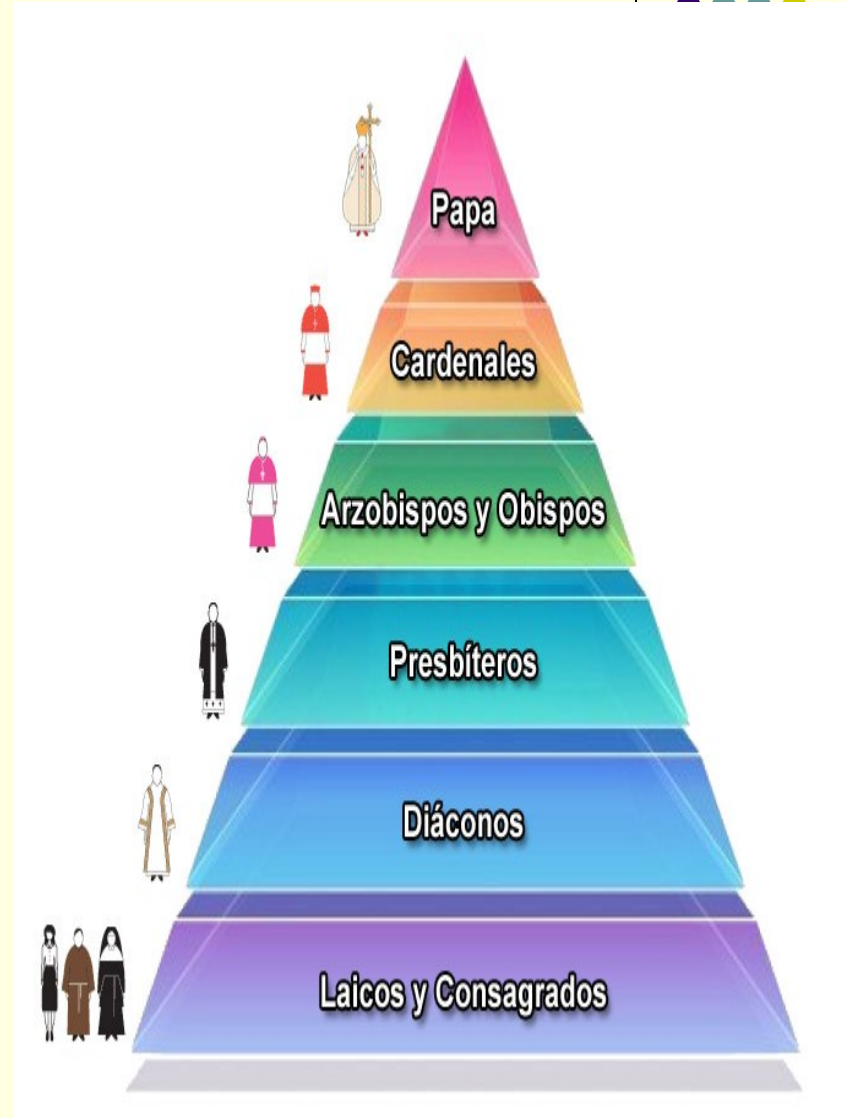 Papa
Cardenales
Arzobispos y Obispos
Presbíteros
Diáconos
Laicos y Consagrados